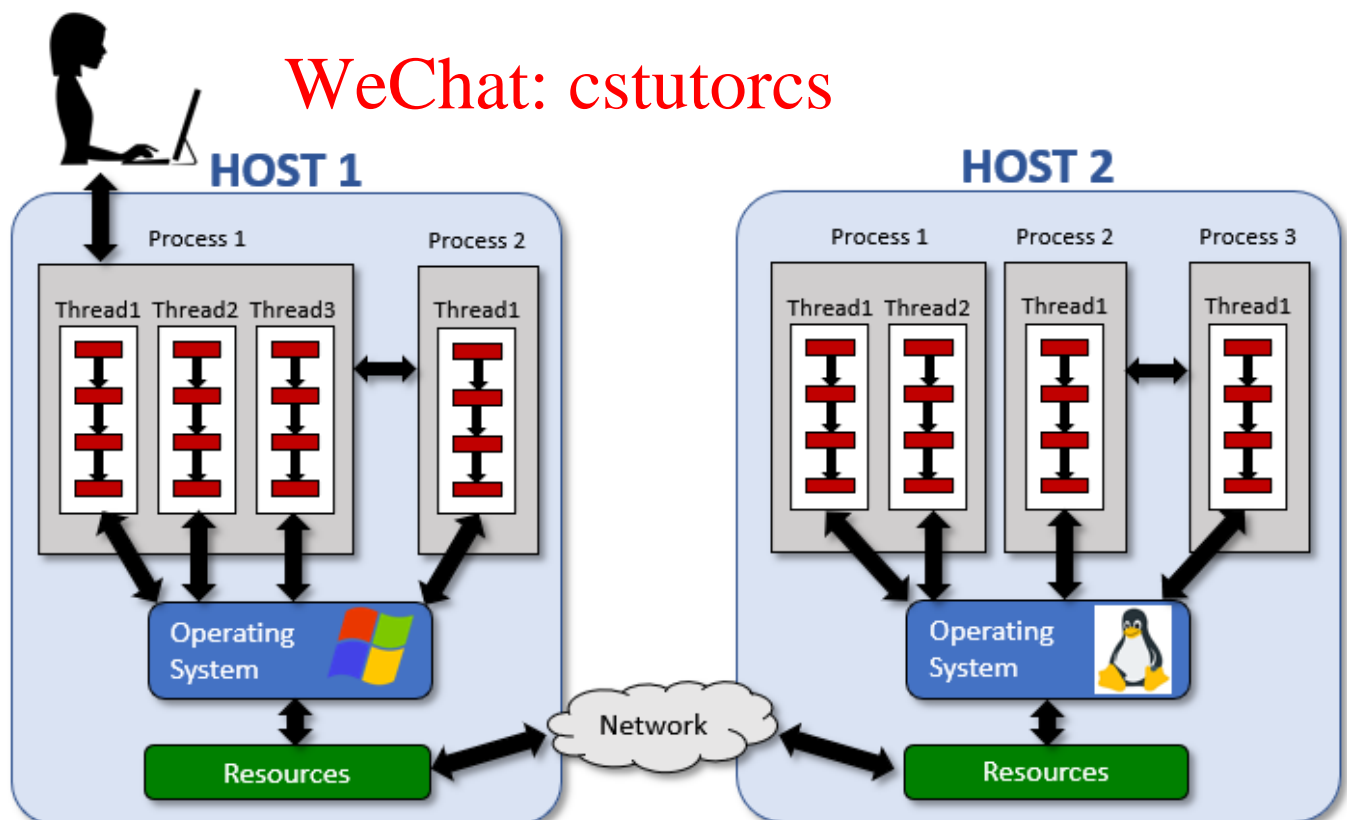 WeChat: cstutorcs
HOST 1
HOST 2
Process 1
Process 2
Process 1
Process 2
Process 3
Thread1
Thread2
Thread3
Thread1
Thread1
Thread2
Thread1
Thread1
Operating
System
Operating
System
Network
Resources
Resources